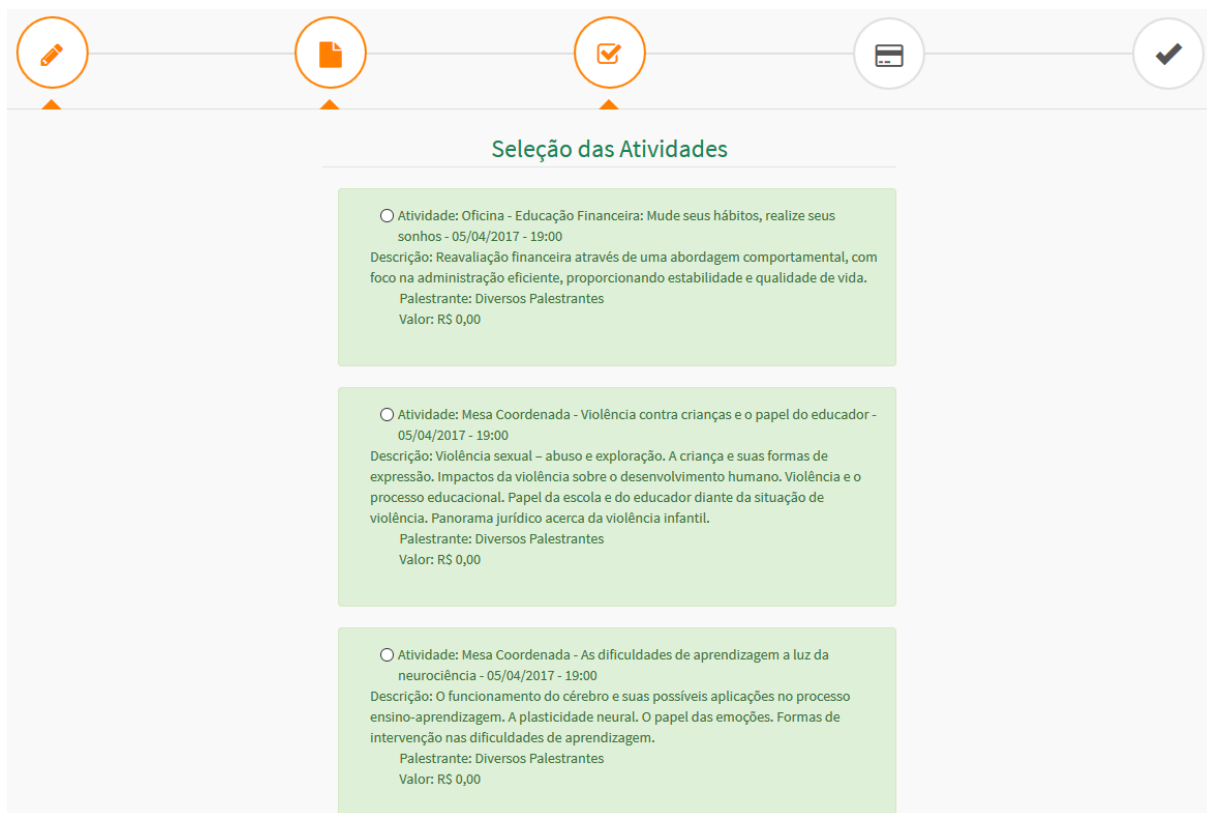 Seleção das Atividades
Atividade: Oficina - Educação Financeira: Mude seus hábitos, realize seus
sonhos - 05/04/2017 - 19:00
Descrição: Reavaliação financeira através de uma abordagem comportamental, com
foco na administração eficiente, proporcionando estabilidade e qualidade de vida.
Palestrante: Diversos Palestrantes
Valor: R$ 0,00
Atividade: Mesa Coordenada - Violência contra crianças e o papel do educador -
05/04/2017 - 19:00
Descrição: Violência sexual – abuso e exploração. A criança e suas formas de
expressão. Impactos da violência sobre o desenvolvimento humano. Violência e o
processo educacional. Papel da escola e do educador diante da situação de
violência. Panorama jurídico acerca da violência infantil.
Palestrante: Diversos Palestrantes
Valor: R$ 0,00
Atividade: Mesa Coordenada - As dificuldades de aprendizagem a luz da
neurociência - 05/04/2017 - 19:00
Descrição: O funcionamento do cérebro e suas possíveis aplicações no processo
ensino-aprendizagem. A plasticidade neural. O papel das emoções. Formas de
intervenção nas dificuldades de aprendizagem.
Palestrante: Diversos Palestrantes
Valor: R$ 0,00